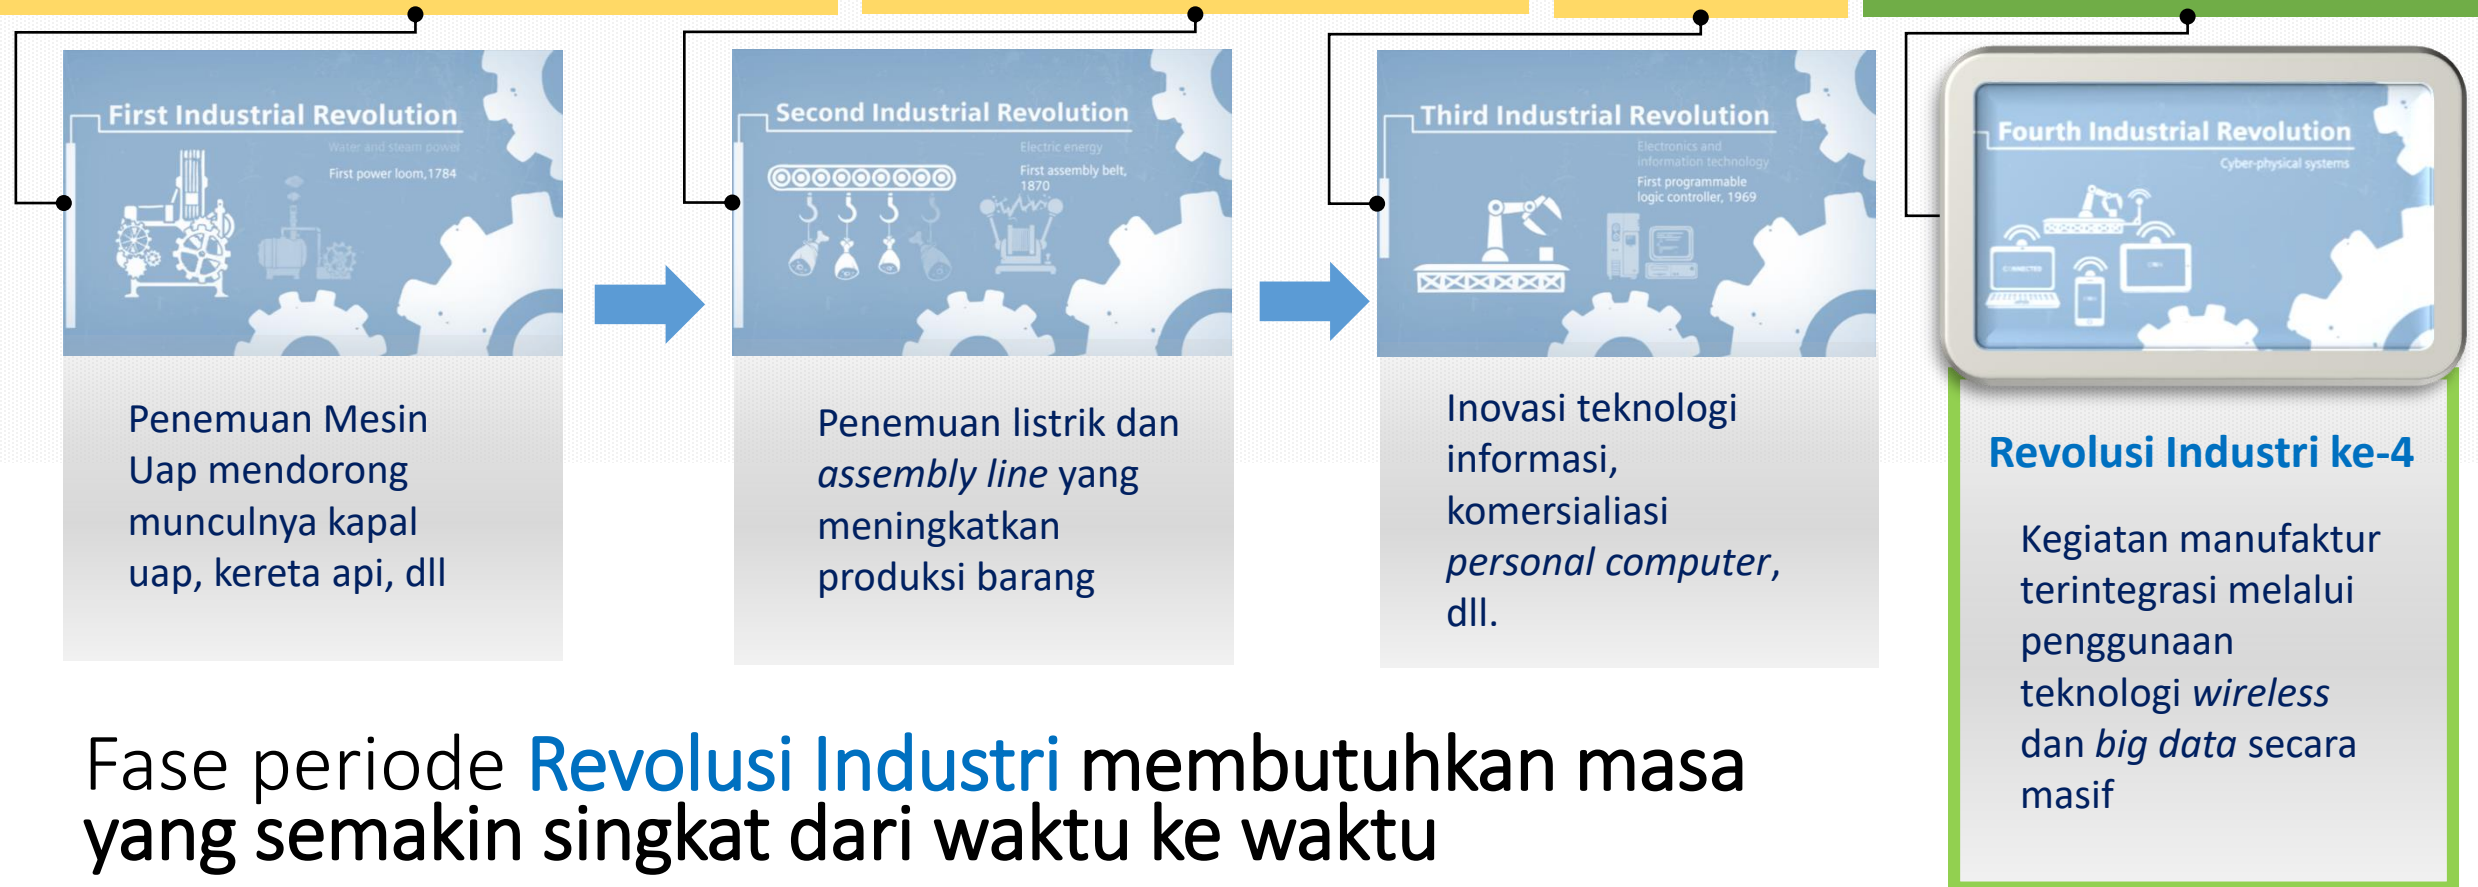 First Industrial Revolution
Water and steam power
First power loom,1784
Penemuan Mesin
Uap mendorong
munculnya kapal
uap, kereta api, dll
Second Industrial Revolution
Electric energy
First assembly belt,
1870
Penemuan listrik dan
assembly line yang
meningkatkan
produksi barang
Third Industrial Revolution
Electronics and
information technology
First programmable
logic controller, 1969
Inovasi teknologi
informasi,
komersialiasi
personal computer,
dll.
Fourth Industrial Revolution
Cyber-physical systems
CONNECTED
Revolusi Industri ke-4
Kegiatan manufaktur
terintegrasi melalui
penggunaan
teknologi wireless
dan big data secara
masif
Fase periode Revolusi Industri membutuhkan masa
yang semakin singkat dari waktu ke waktu